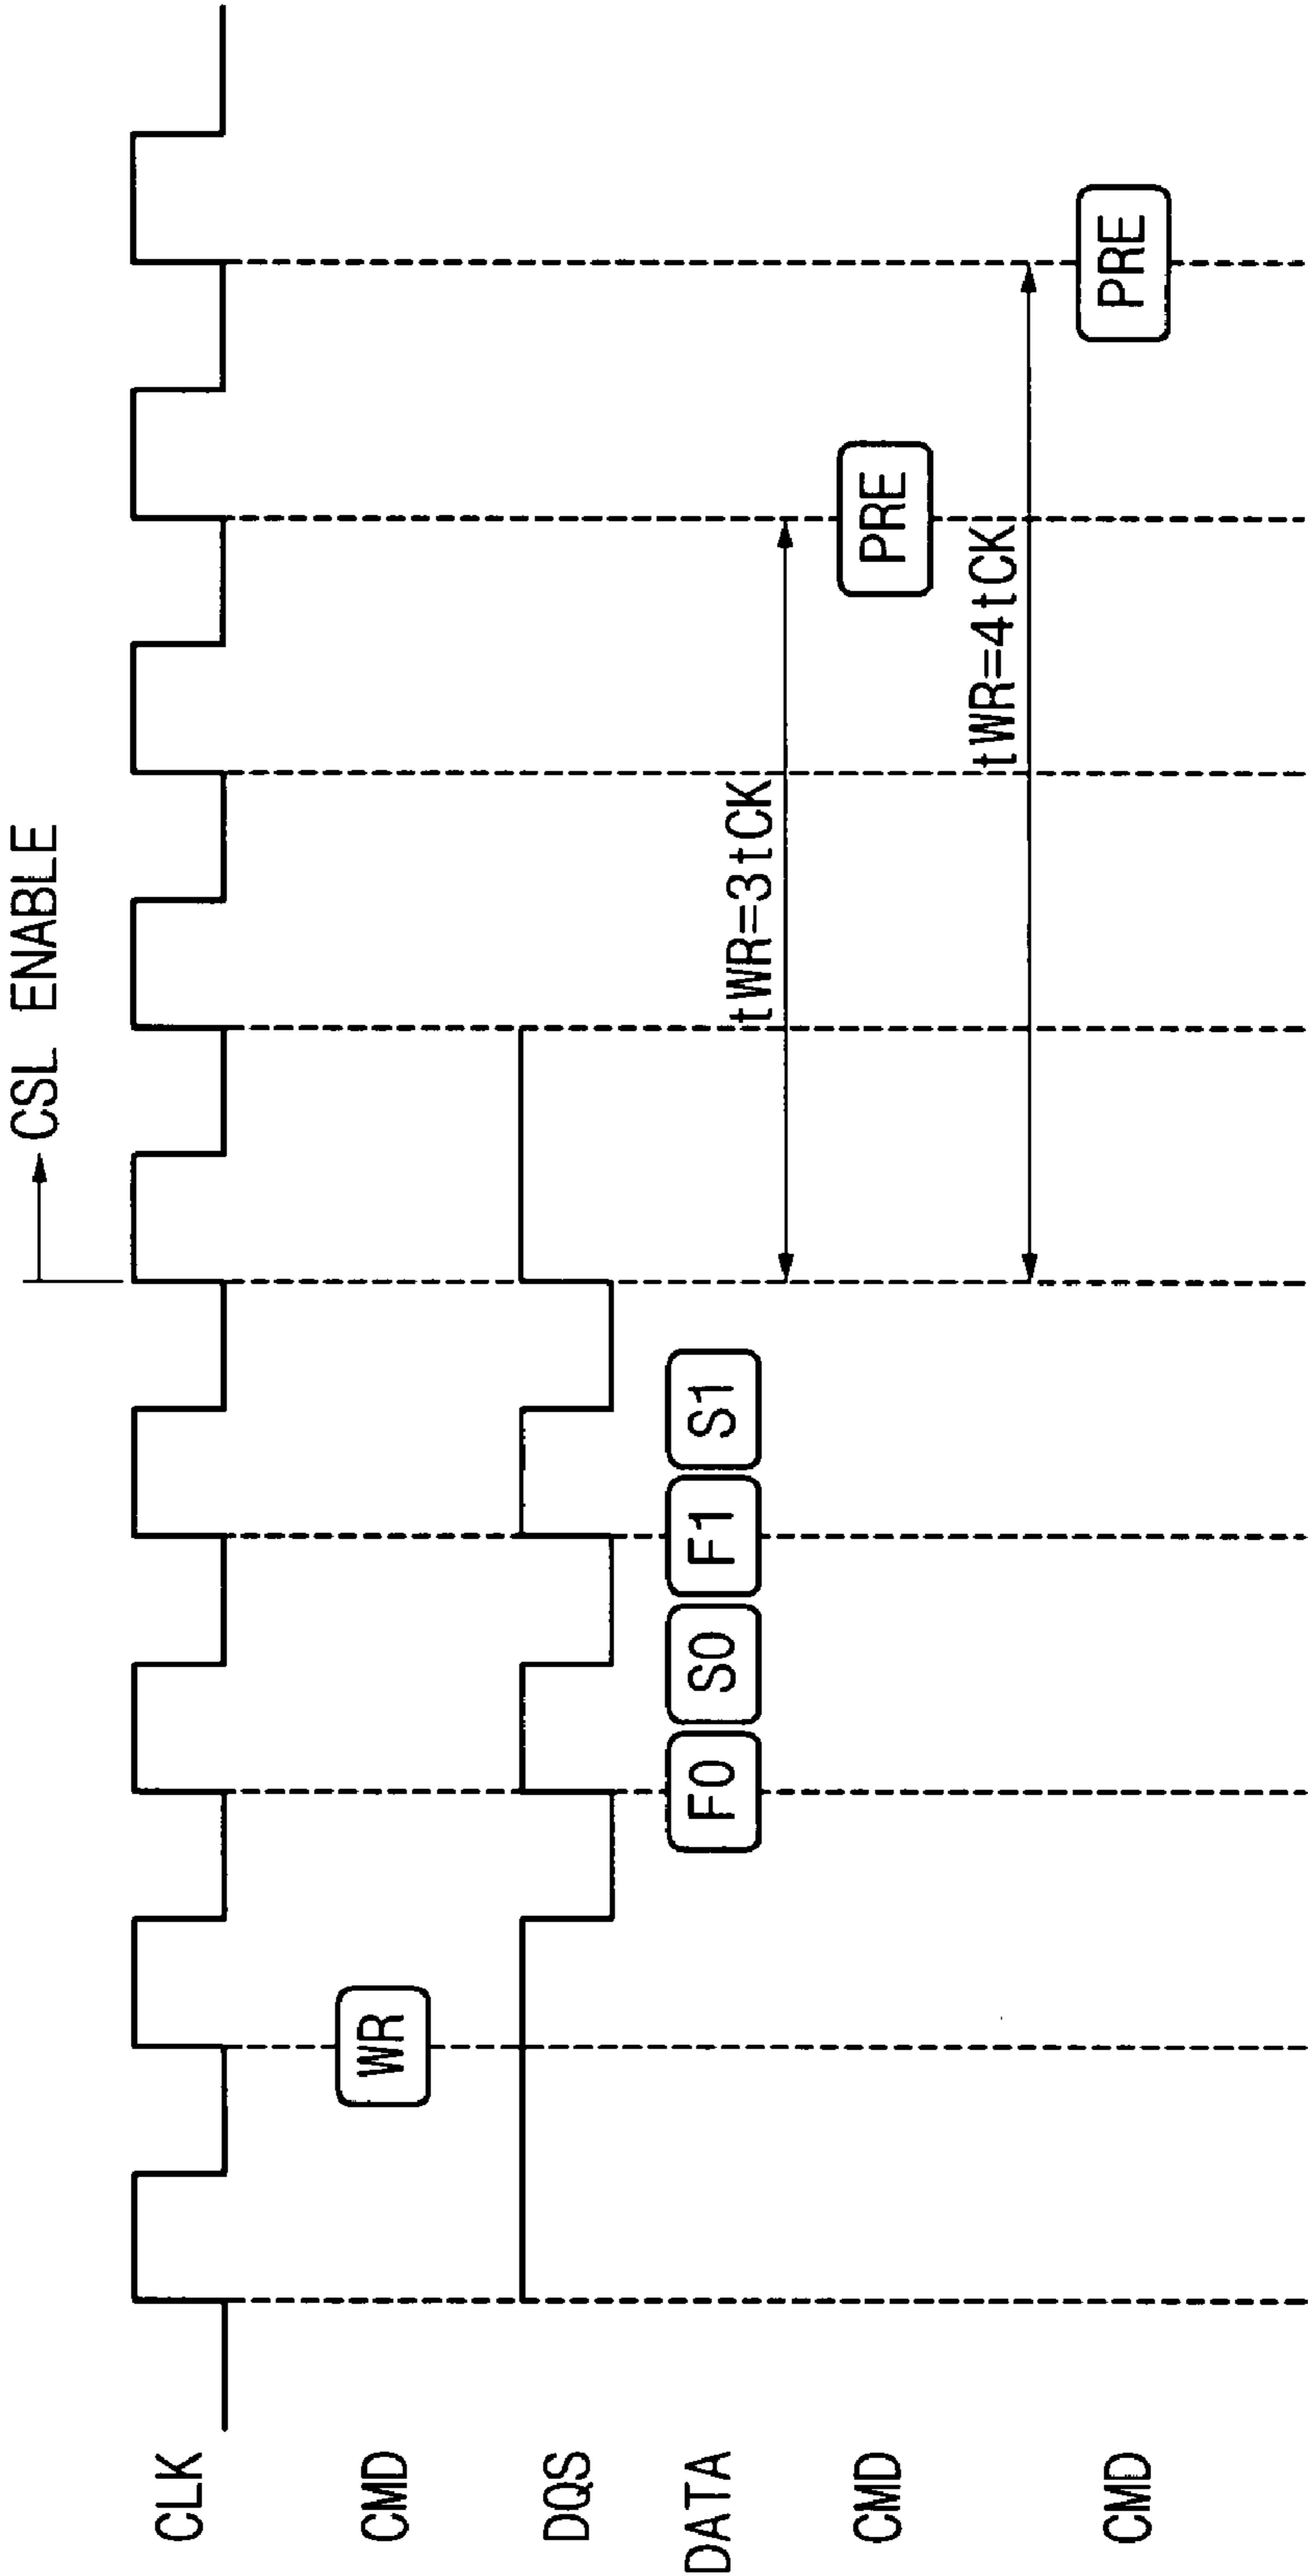 CSL ENABLE
CLK
CMD
WR
DQS
DATA
F0
S0
F1
S1
tWR=3tCK
CMD
PRE
tWR=4tCK
CMD
PRE